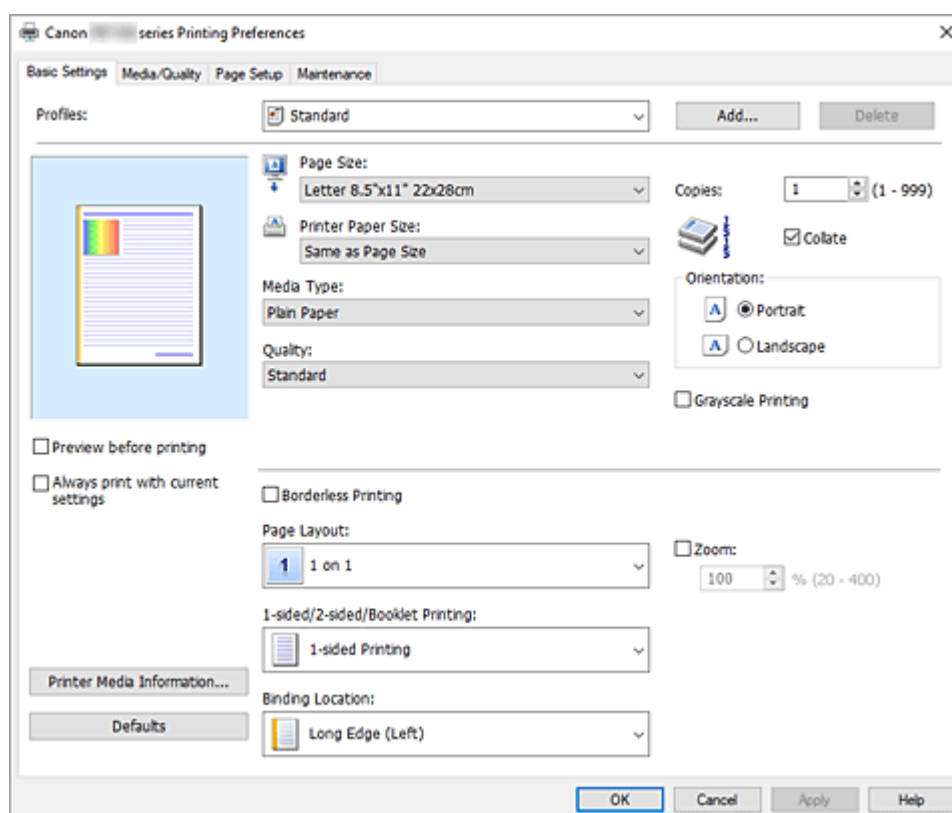 Canon series Printing Preferences
Basic Settings Media/Quality Page Setup Maintenance
Profiles: Standard Add... Delete
Page Size:
Letter 8.5"x11" 22x28cm
Copies: 1 (1 - 999)
Printer Paper Size:
Same as Page Size
Collate
Media Type:
Plain Paper
Orientation:
A Portrait
A Landscape
Quality:
Standard
Grayscale Printing
Preview before printing
Always print with current
settings
Borderless Printing
Page Layout:
1 1 on 1
Zoom:
100 % (20 - 400)
1-sided/2-sided/Booklet Printing:
1-sided Printing
Printer Media Information...
Binding Location:
Defaults
Long Edge (Left)
OK Cancel Apply Help